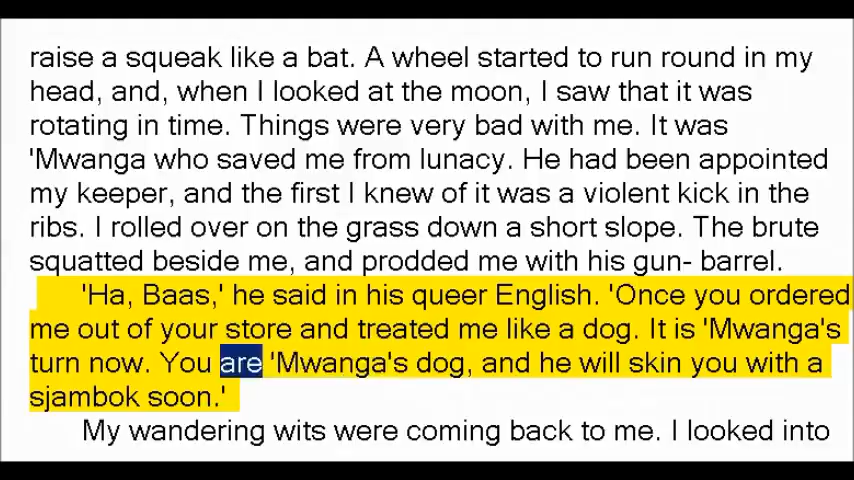 raise a squeak like a bat. A wheel started to run round in my
head, and, when I looked at the moon, I saw that it was
rotating in time. Things were very bad with me. It was
'Mwanga who saved me from lunacy. He had been appointed
my keeper, and the first I knew of it was a violent kick in the
ribs. I rolled over on the grass down a short slope. The brute
squatted beside me, and prodded me with his gun- barrel.
'Ha, Baas,' he said in his queer English. 'Once you ordered
me out of your store and treated me like a dog. It is 'Mwanga's
turn now. You are 'Mwanga's dog, and he will skin you with a
sjambok soon.'
My wandering wits were coming back to me. I looked into